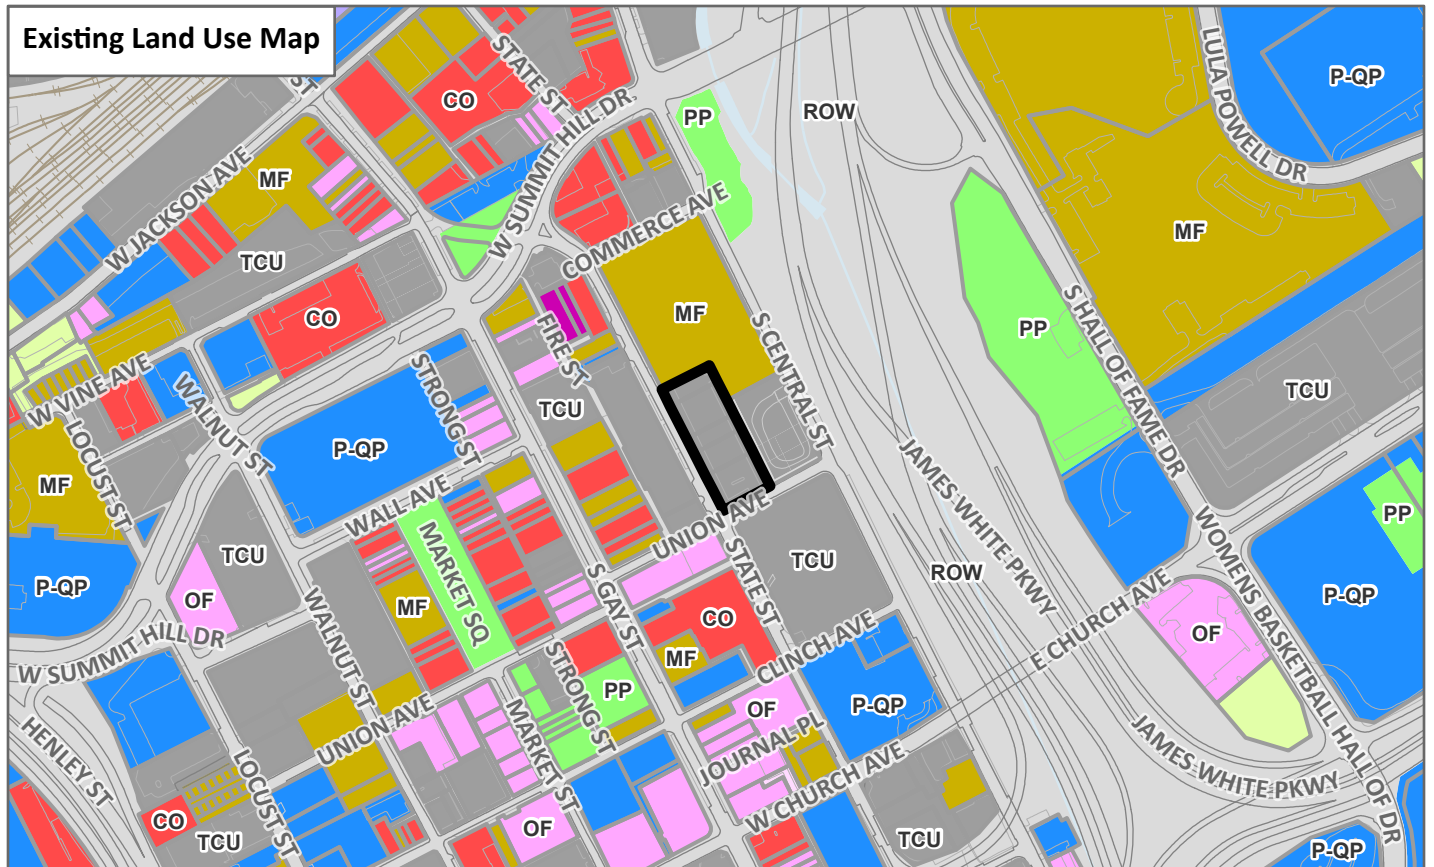 Existing Land Use Map
ST
STATE ST
CO
W SUMMIT HILL DR
PP
ROW
LULA POWELL DR
P-QP
W JACKSON AVE
MF
TCU
COMMERCE AVE
MF
CO
FIRE ST
MF
S CENTRAL ST
PP
S HALL OF FAME DR
W VINE AVE
WALNUT ST
STRONG ST
TCU
TCU
LOCUST ST
P-QP
MF
WALL AVE
MARKET SQ
UNION AVE
JAMES WHITE PKWY
PP
TCU
P-QP
OF
MF
S GAY ST
STATE ST
TCU
ROW
WOMENS BASKETBALL HALL OF DR
P-QP
W SUMMIT HILL DR
WALNUT ST
CO
MF
CLINCH AVE
E CHURCH AVE
OF
STRONG ST
PP
HENLEY ST
UNION AVE
MARKET ST
OF
JOURNAL PL
P-QP
W CHURCH AVE
JAMES WHITE PKWY
LOCUST ST
CO
TCU
OF
TCU
P-QP